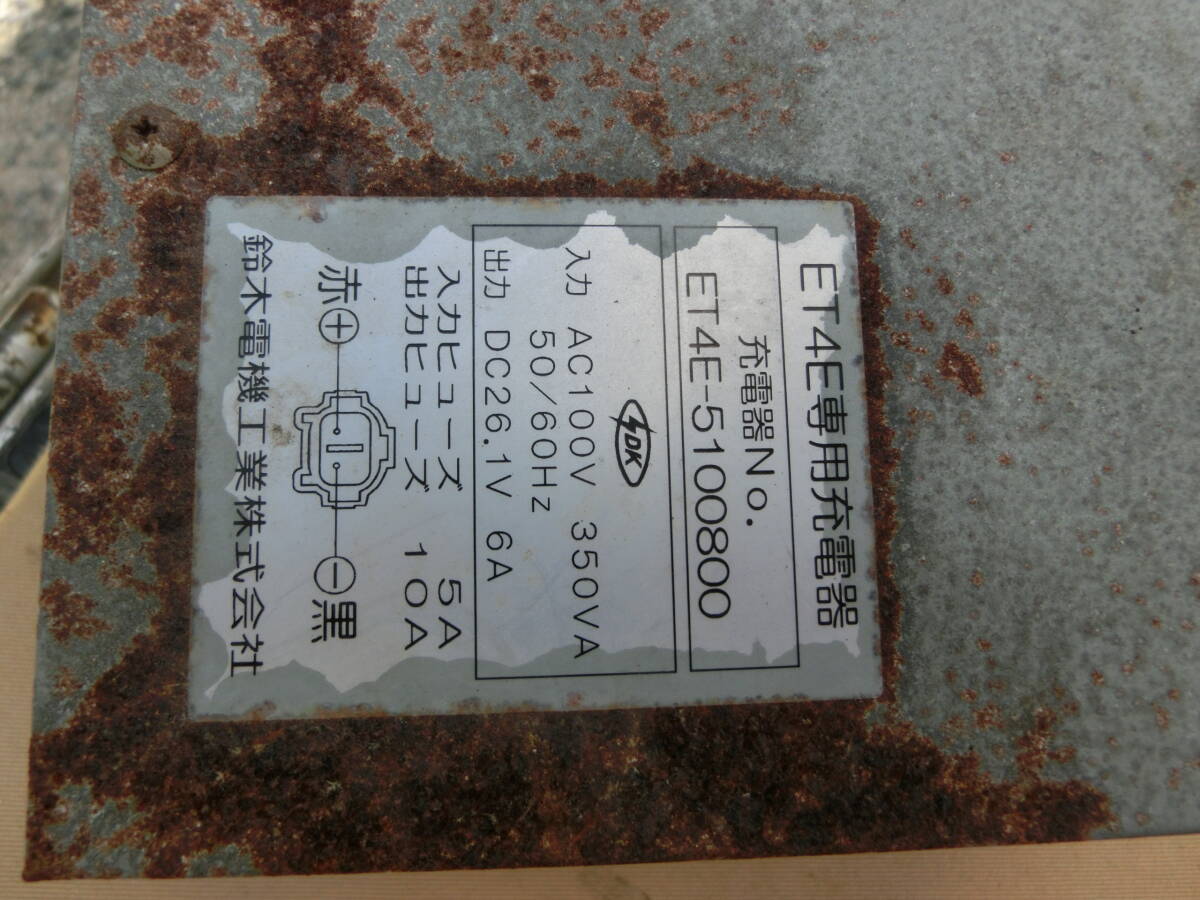 ET4E専用充電器
充電器No.
ET4E-5100800
SDK
入力 AC100V 350VA
50/60Hz
出力 DC26.1V 6A
入力ヒューズ 5A
出力ヒューズ 10A
赤⊕ ⊖黒
鈴木電機工業株式会社